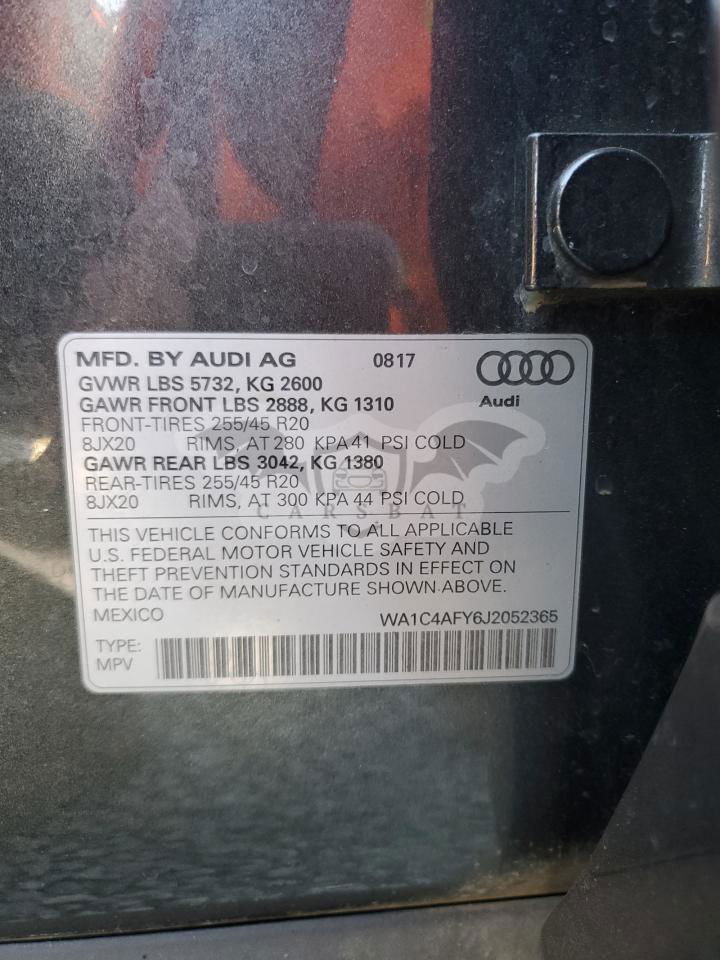 MFD. BY AUDI AG 0817
GVWR LBS 5732, KG 2600
GAWR FRONT LBS 2888, KG 1310
Audi
FRONT-TIRES 255/45 R20
8JX20 RIMS, AT 280 KPA 41 PSI COLD
GAWR REAR LBS 3042, KG 1380
REAR-TIRES 255/45 R20
8JX20 RIMS, AT 300 KPA 44 PSI COLD
CARSBAT
THIS VEHICLE CONFORMS TO ALL APPLICABLE
U.S. FEDERAL MOTOR VEHICLE SAFETY AND
THEFT PREVENTION STANDARDS IN EFFECT ON
THE DATE OF MANUFACTURE SHOWN ABOVE.
MEXICO WA1C4AFY6J2052365
TYPE:
MPV